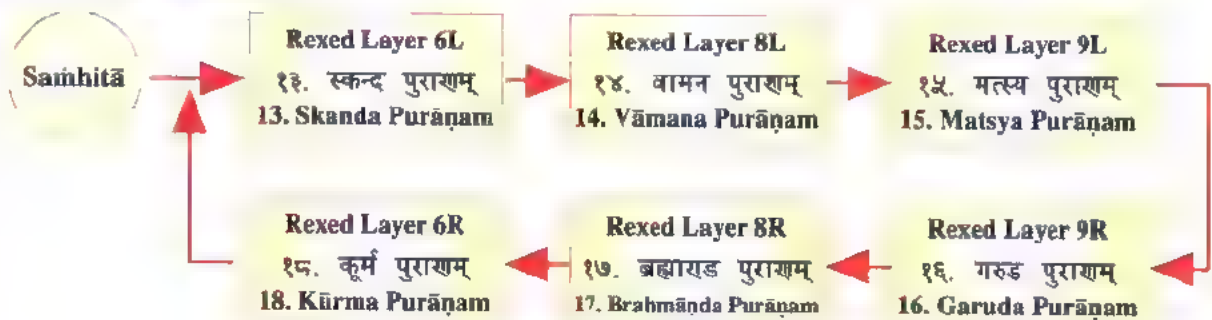 Saṁhitā
Rexed Layer 6L
१३. स्कन्द पुराणम्
13. Skanda Purāṇam
Rexed Layer 8L
१४. वामन पुराणम्
14. Vāmana Purāṇam
Rexed Layer 9L
१५. मत्स्य पुराणम्
15. Matsya Purāṇam
Rexed Layer 9R
१६. गरुड पुराणम्
16. Garuda Purāṇam
Rexed Layer 8R
१७. ब्रह्माण्ड पुराणम्
17. Brahmāṇda Purāṇam
Rexed Layer 6R
१८. कूर्म पुराणम्
18. Kūrma Purāṇam